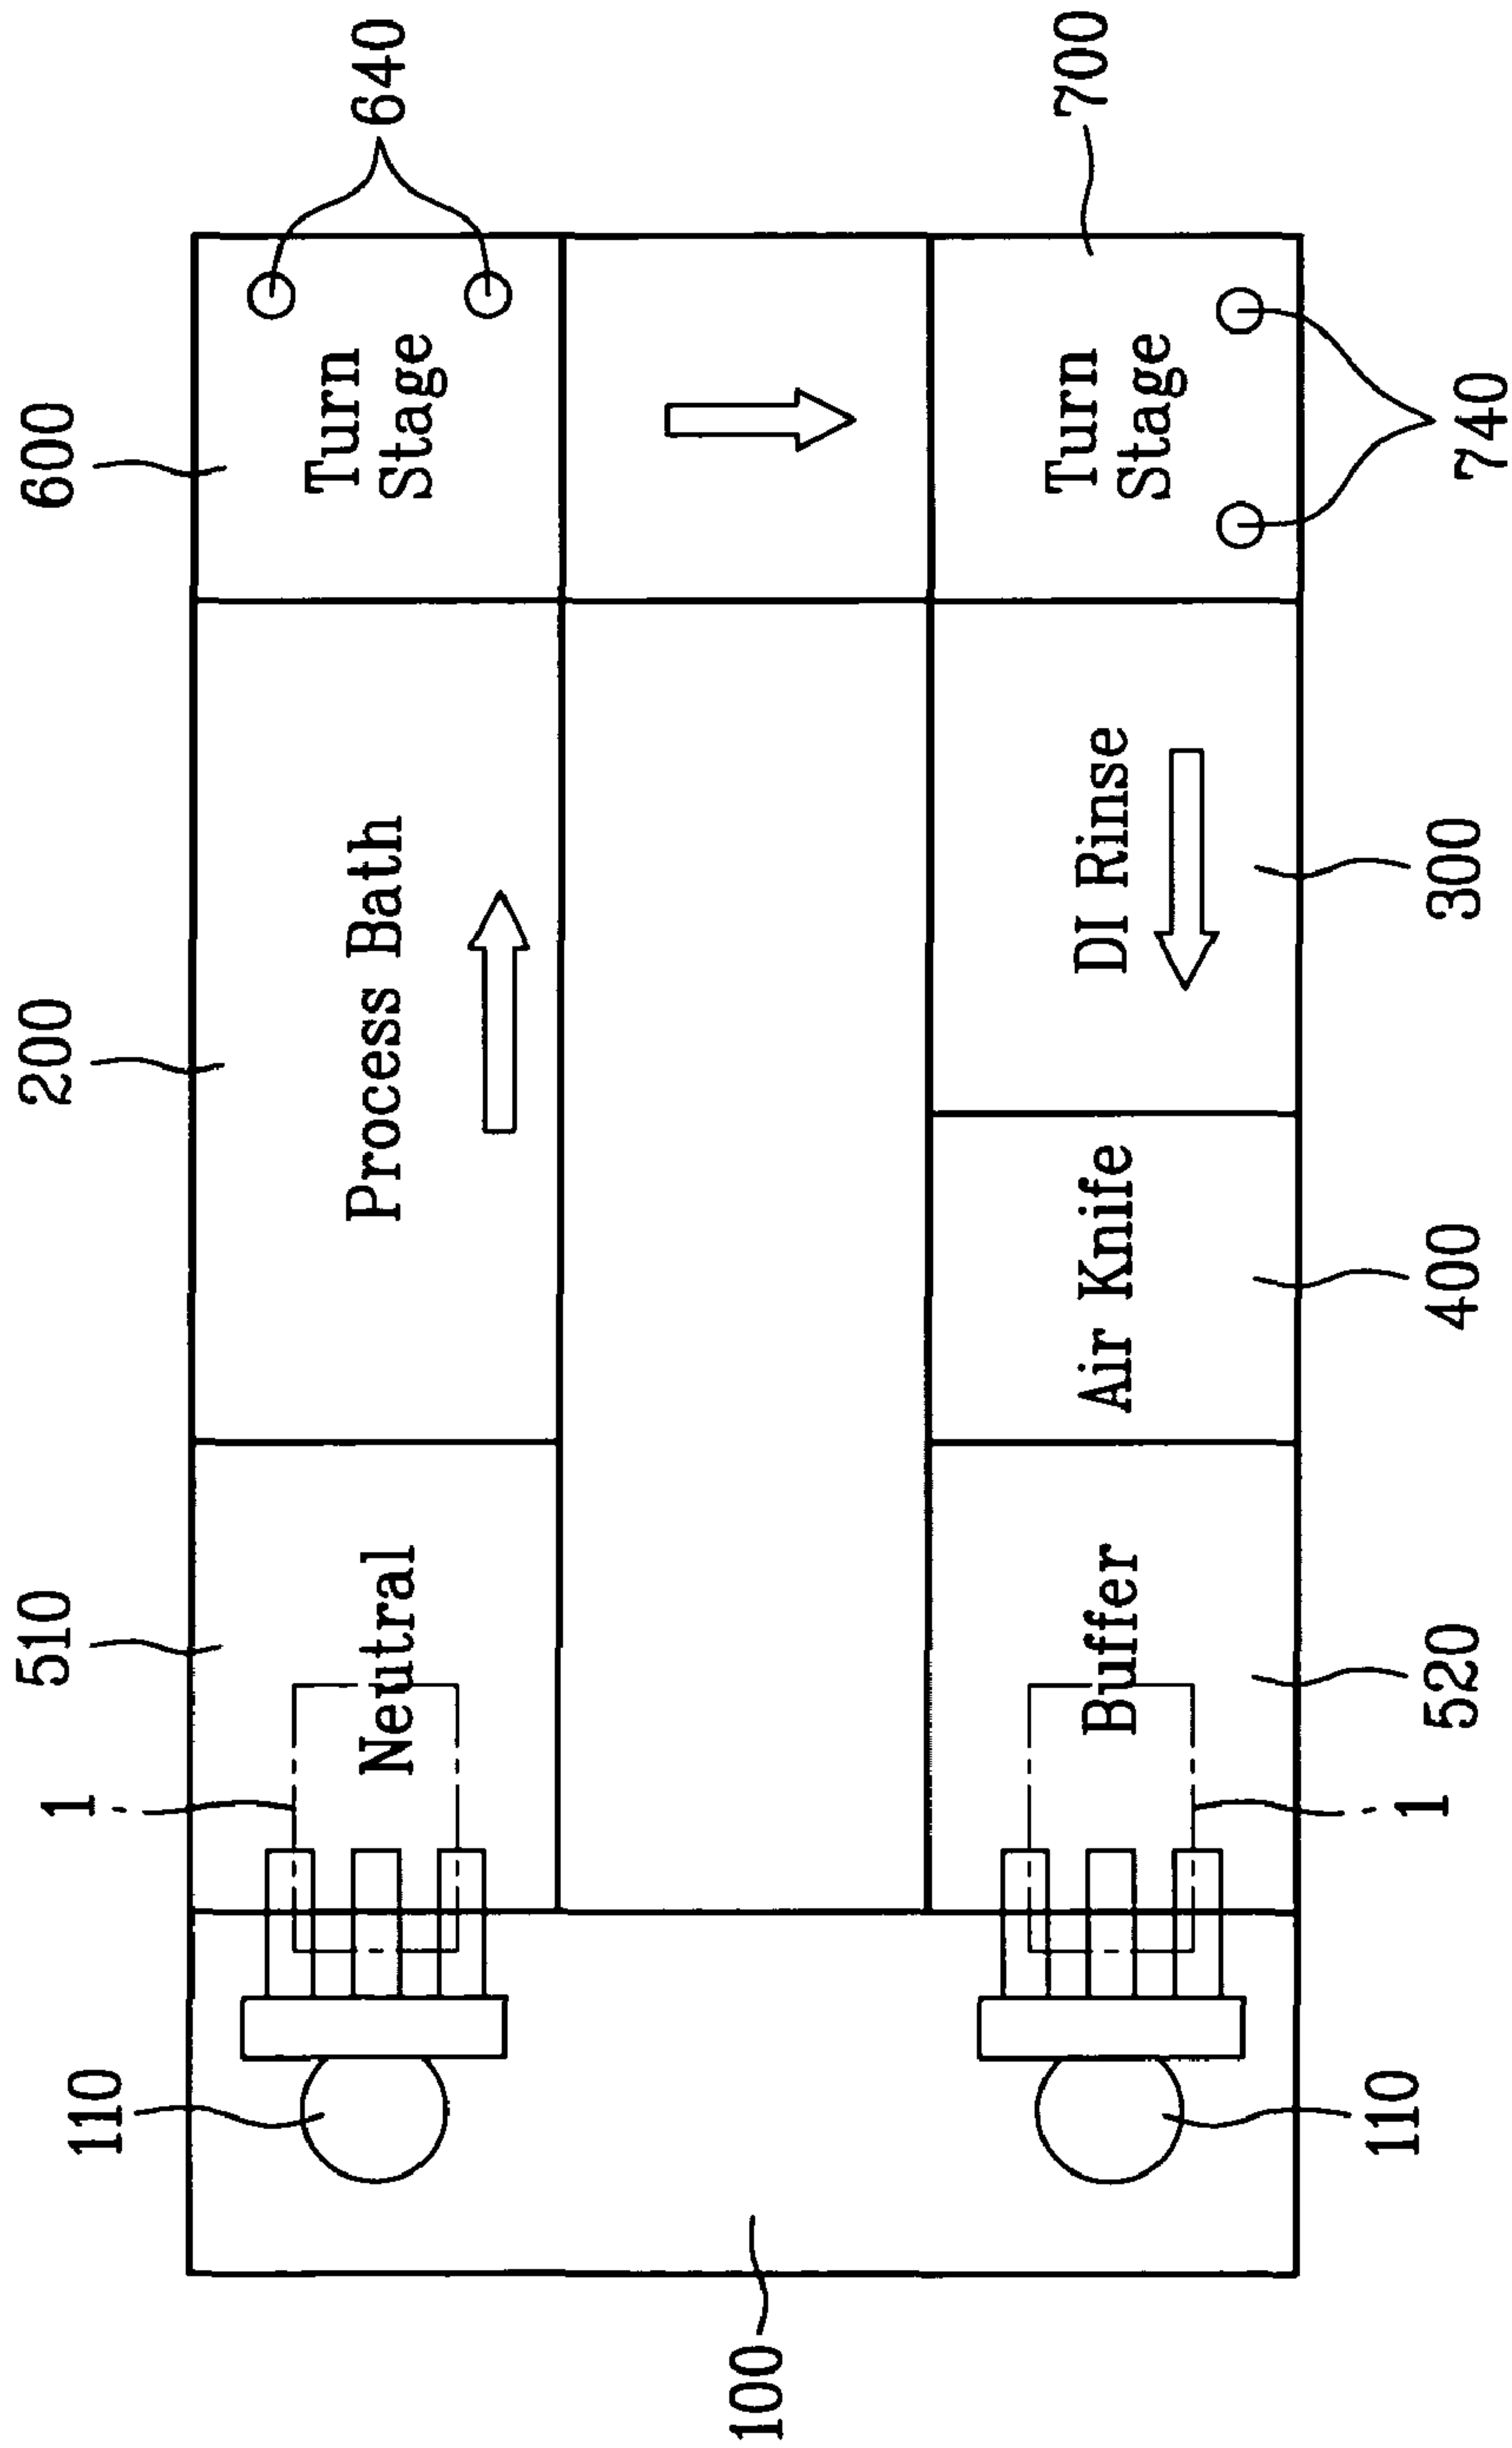 110
1
510
200
600
Neutral
Process Bath
Turn
Stage
640
100
Buffer
Air Knife
DI Rinse
Turn
Stage
700
110
1
520
400
300
740